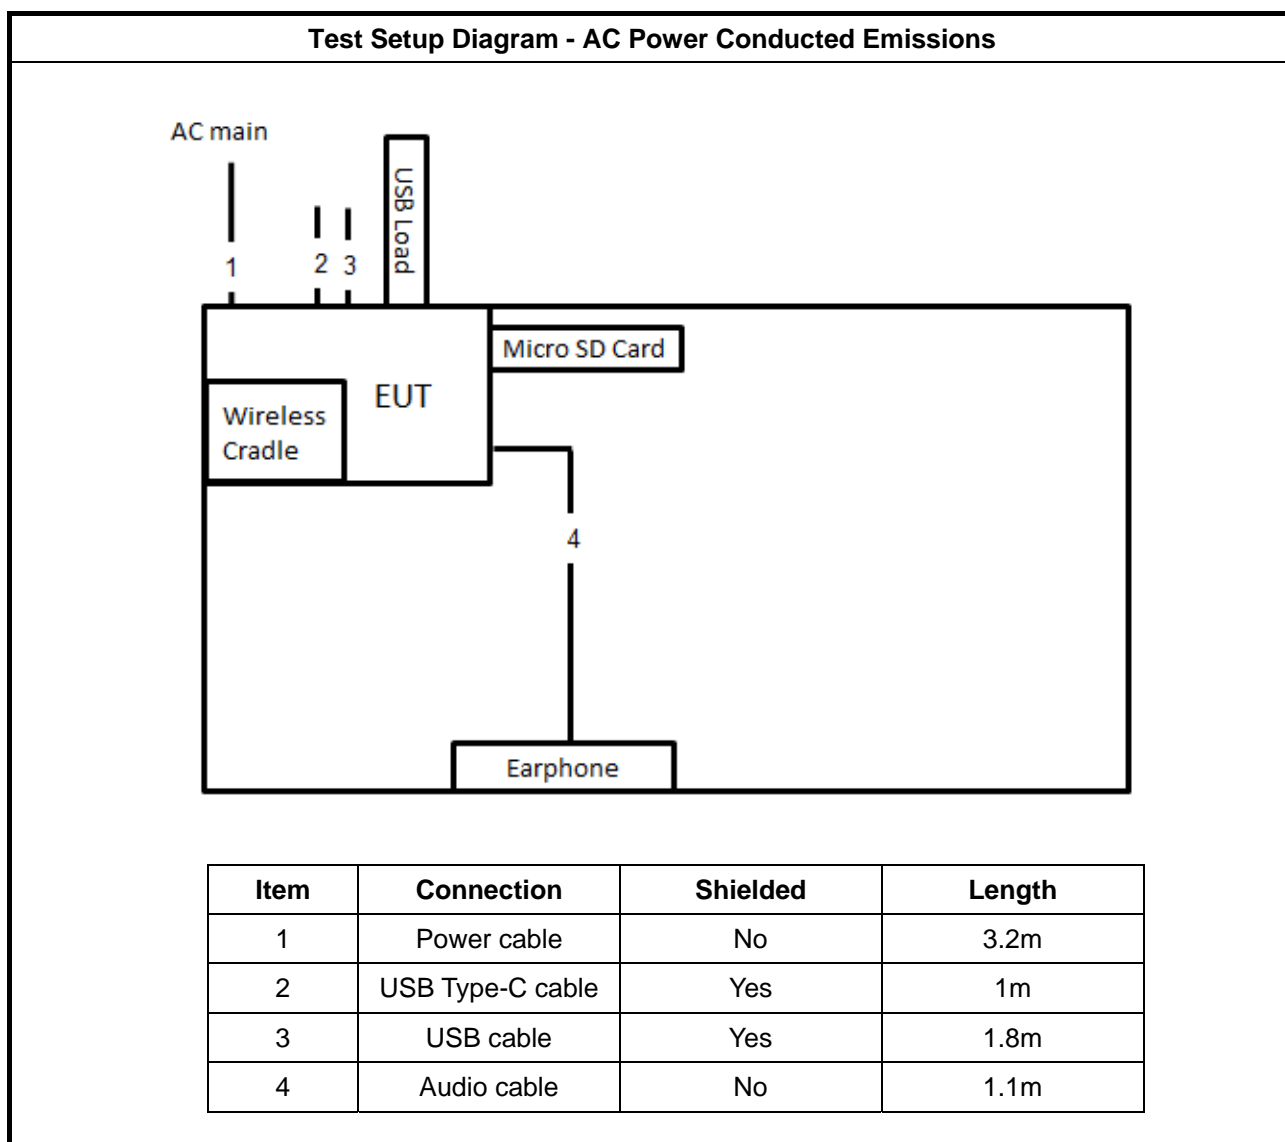 Test Setup Diagram - AC Power Conducted Emissions
AC main
USB Load
1
2
3
Micro SD Card
EUT
Wireless
Cradle
4
Earphone
Item Connection Shielded Length
1 Power cable No 3.2m
2 USB Type-C cable Yes 1m
3 USB cable Yes 1.8m
4 Audio cable No 1.1m